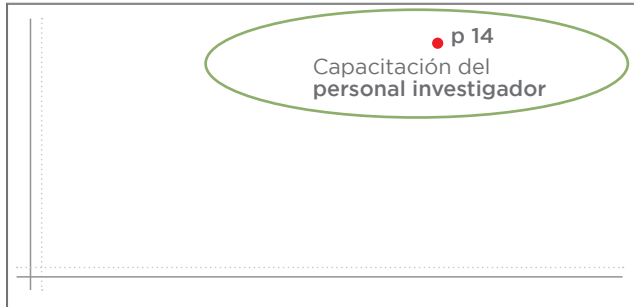 p 14
Capacitación del
personal investigador